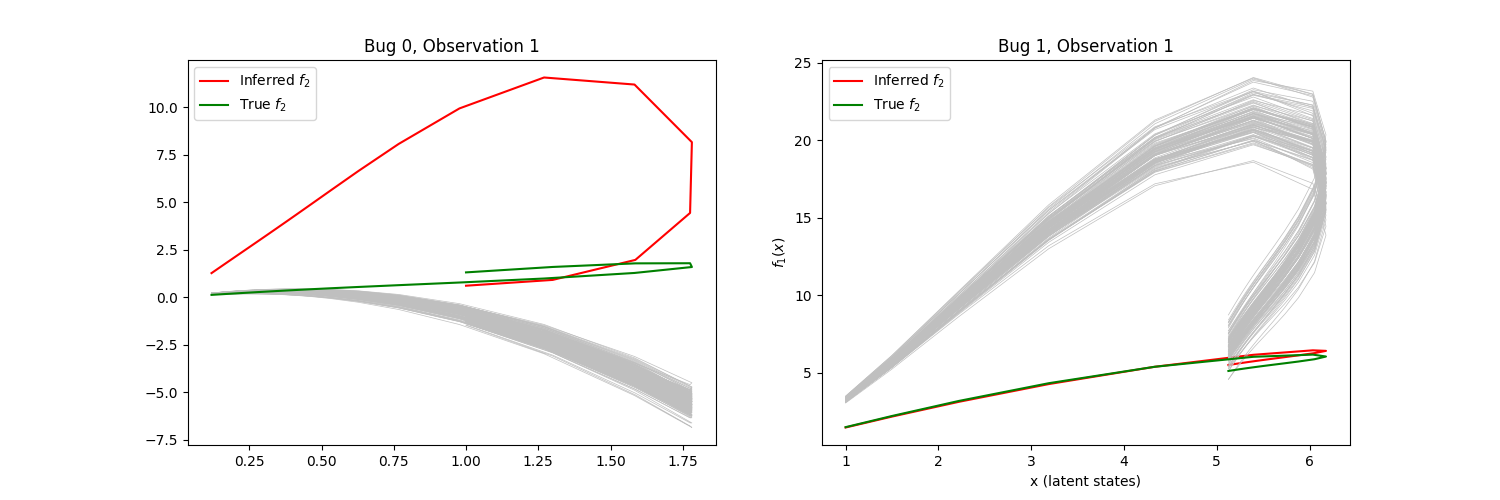 Bug 0, Observation 1
Inferred f₂
True f₂
10.0
7.5
5.0
2.5
0.0
−2.5
−5.0
−7.5
0.25 0.50 0.75 1.00 1.25 1.50 1.75
Bug 1, Observation 1
Inferred f₂
True f₂
25
20
15
10
5
f₁(x)
1 2 3 4 5 6
x (latent states)